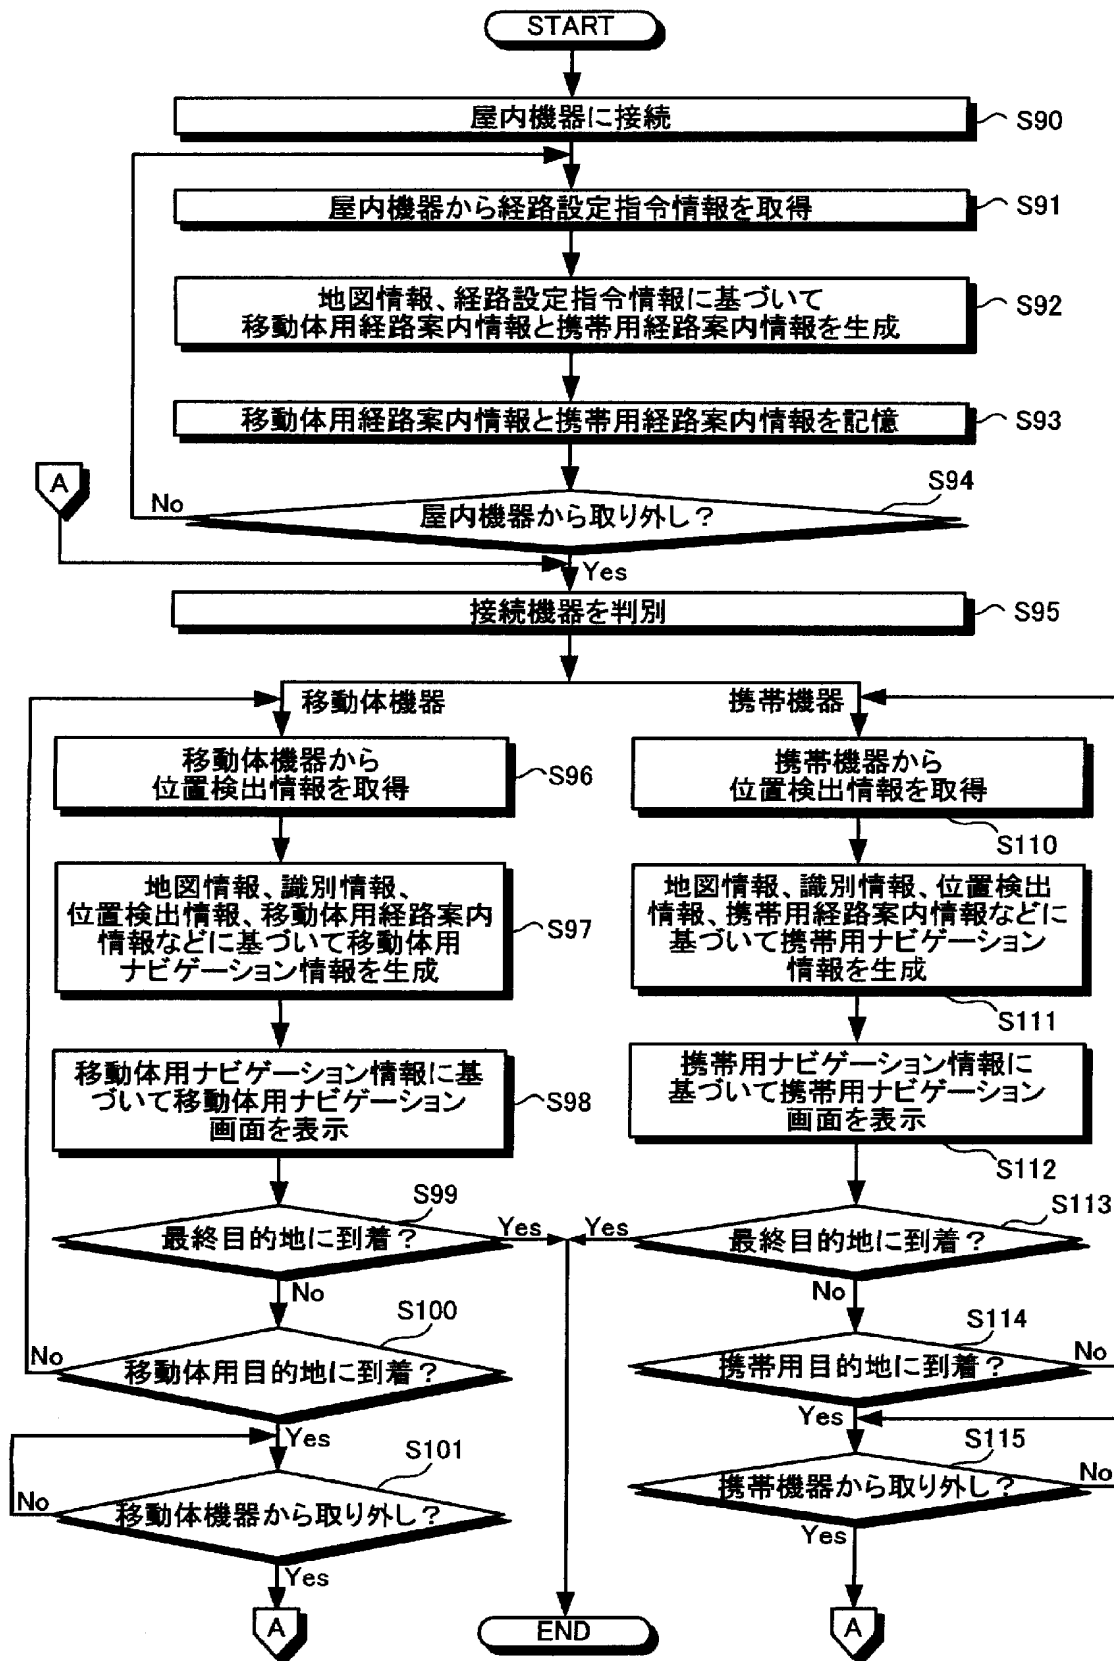 START
屋内機器に接続
S90
屋内機器から経路設定指令情報を取得
S91
地図情報、経路設定指令情報に基づいて
移動体用経路案内情報と携帯用経路案内情報を生成
S92
移動体用経路案内情報と携帯用経路案内情報を記憶
S93
A
No
屋内機器から取り外し？
S94
Yes
接続機器を判別
S95
移動体機器
携帯機器
移動体機器から
位置検出情報を取得
S96
携帯機器から
位置検出情報を取得
S110
地図情報、識別情報、
位置検出情報、移動体用経路案内
情報などに基づいて移動体用
ナビゲーション情報を生成
S97
地図情報、識別情報、位置検出
情報、携帯用経路案内情報などに
基づいて携帯用ナビゲーション
情報を生成
S111
移動体用ナビゲーション情報に基
づいて移動体用ナビゲーション
画面を表示
S98
携帯用ナビゲーション情報に
基づいて携帯用ナビゲーション
画面を表示
S112
S99
最終目的地に到着？
Yes
No
S113
Yes
最終目的地に到着？
No
S100
No
移動体用目的地に到着？
Yes
S114
携帯用目的地に到着？
No
Yes
S101
No
移動体機器から取り外し？
Yes
S115
携帯機器から取り外し？
No
Yes
A
END
A